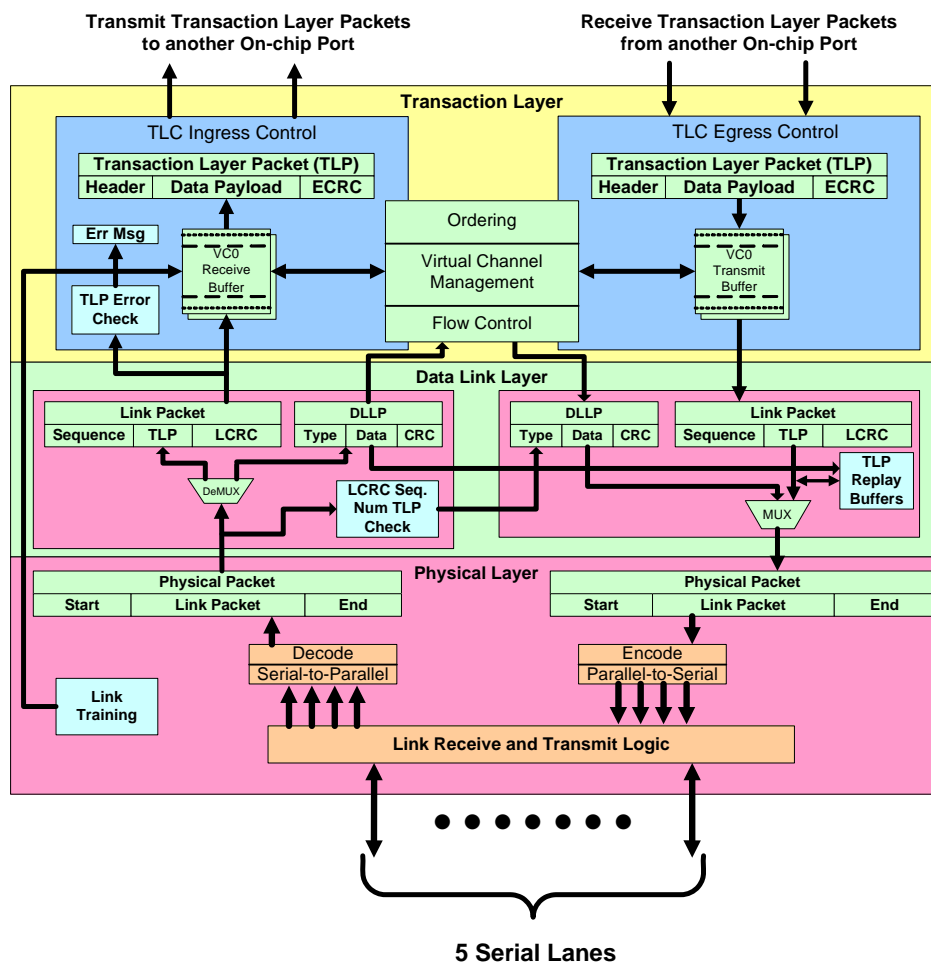 Transmit Transaction Layer Packets
to another On-chip Port
Receive Transaction Layer Packets
from another On-chip Port
Transaction Layer
TLC Ingress Control
Transaction Layer Packet (TLP)
Header
Data Payload
ECRC
Err Msg
VC0
Receive
Buffer
TLP Error
Check
Ordering
Virtual Channel
Management
Flow Control
TLC Egress Control
Transaction Layer Packet (TLP)
Header
Data Payload
ECRC
VC0
Transmit
Buffer
Data Link Layer
Link Packet
Sequence
TLP
LCRC
DLLP
Type
Data
CRC
DeMUX
LCRC Seq.
Num TLP
Check
DLLP
Type
Data
CRC
Link Packet
Sequence
TLP
LCRC
TLP
Replay
Buffers
MUX
Physical Layer
Physical Packet
Start
Link Packet
End
Physical Packet
Start
Link Packet
End
Decode
Serial-to-Parallel
Encode
Parallel-to-Serial
Link
Training
Link Receive and Transmit Logic
5 Serial Lanes